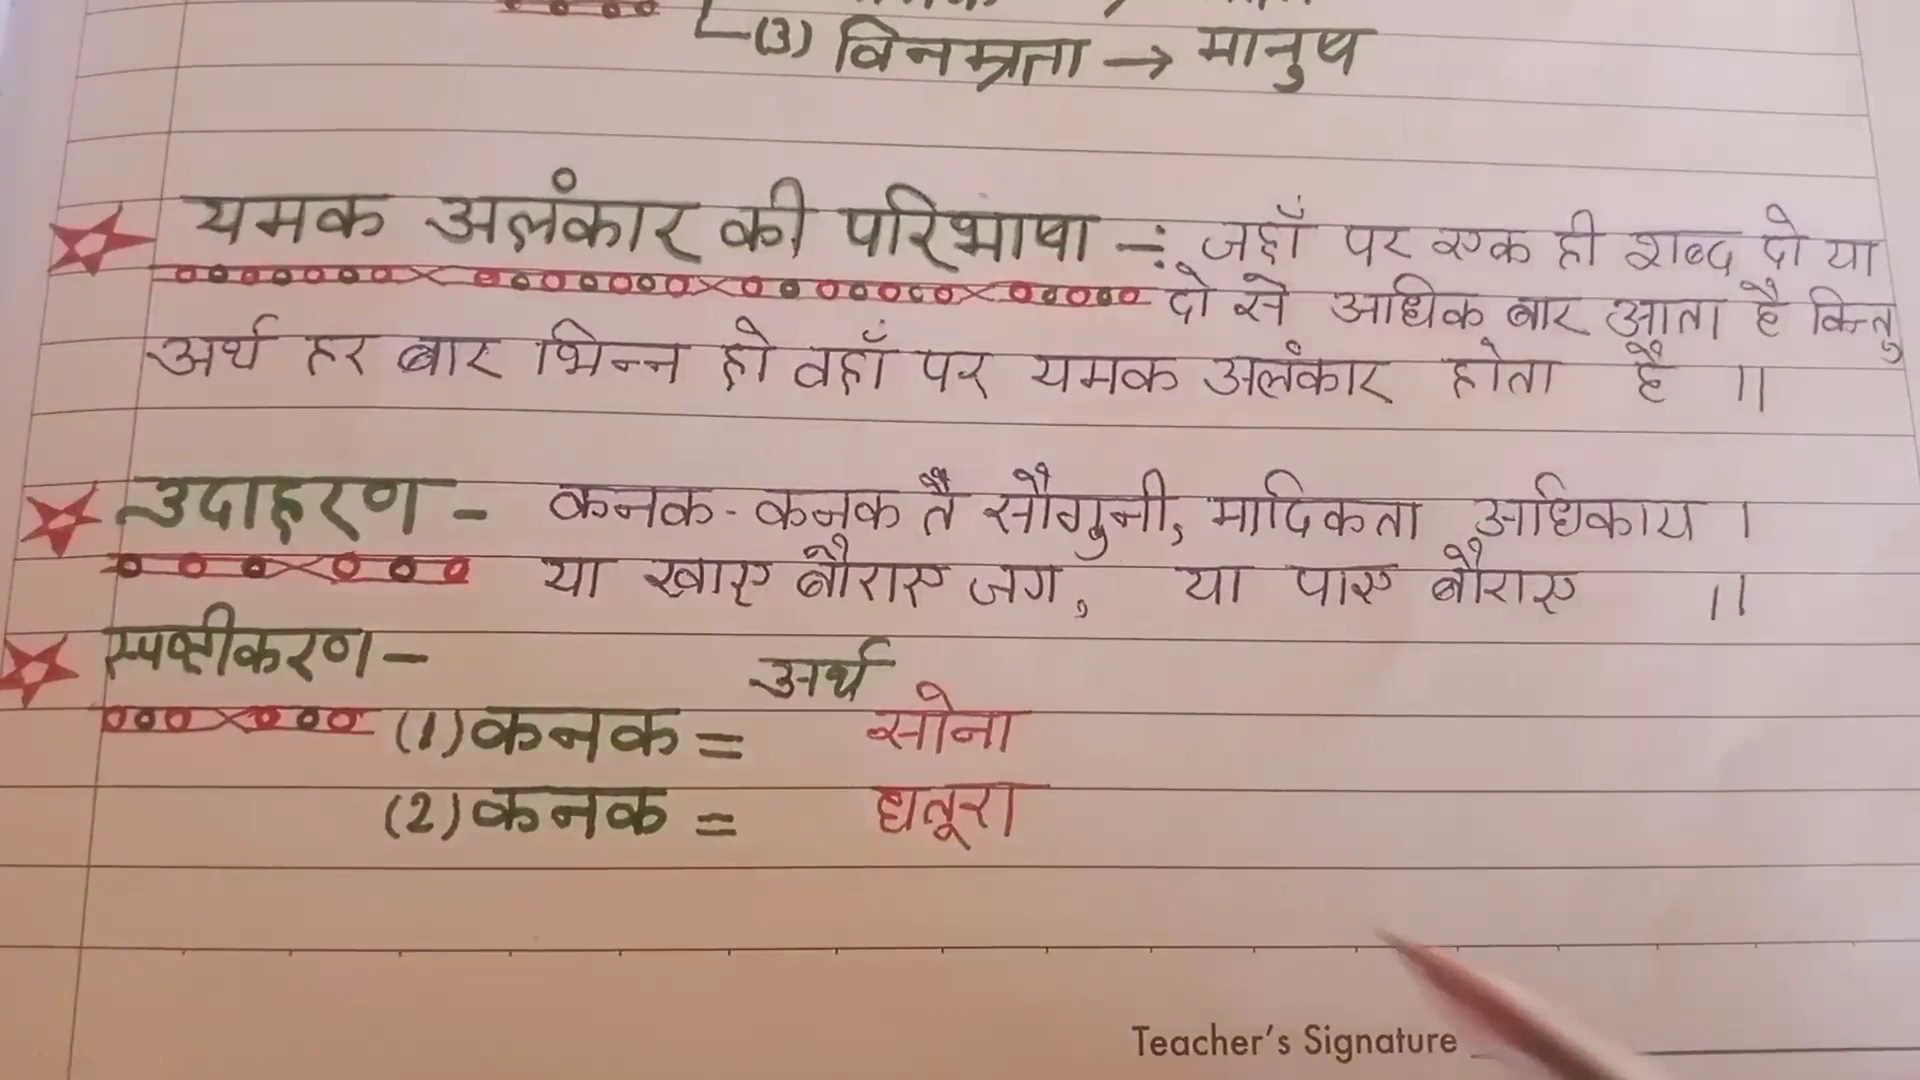 (3) विनम्रता → मानुष
यमक अलंकार की परिभाषा -: जहाँ पर एक ही शब्द दो या
दो से अधिक बार आता है किन्तु
अर्थ हर बार भिन्न हो वहाँ पर यमक अलंकार होता है ॥
उदाहरण - कनक-कनक तै सौगुनी, मादिकता अधिकाय ।
या खाए बौराए जग, या पाए बौराए ॥
स्पष्टीकरण -
अर्थ
(1) कनक = सोना
(2) कनक = धतूरा
Teacher's Signature